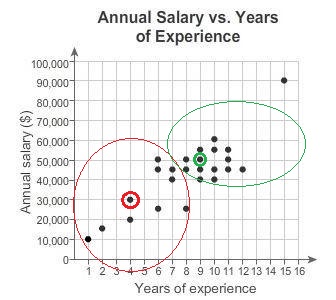 Annual Salary vs. Years
of Experience
Annual salary ($)
100,000
90,000
80,000
70,000
60,000
50,000
40,000
30,000
20,000
10,000
0
1 2 3 4 5 6 7 8 9 10 11 12 13 14 15 16
Years of experience